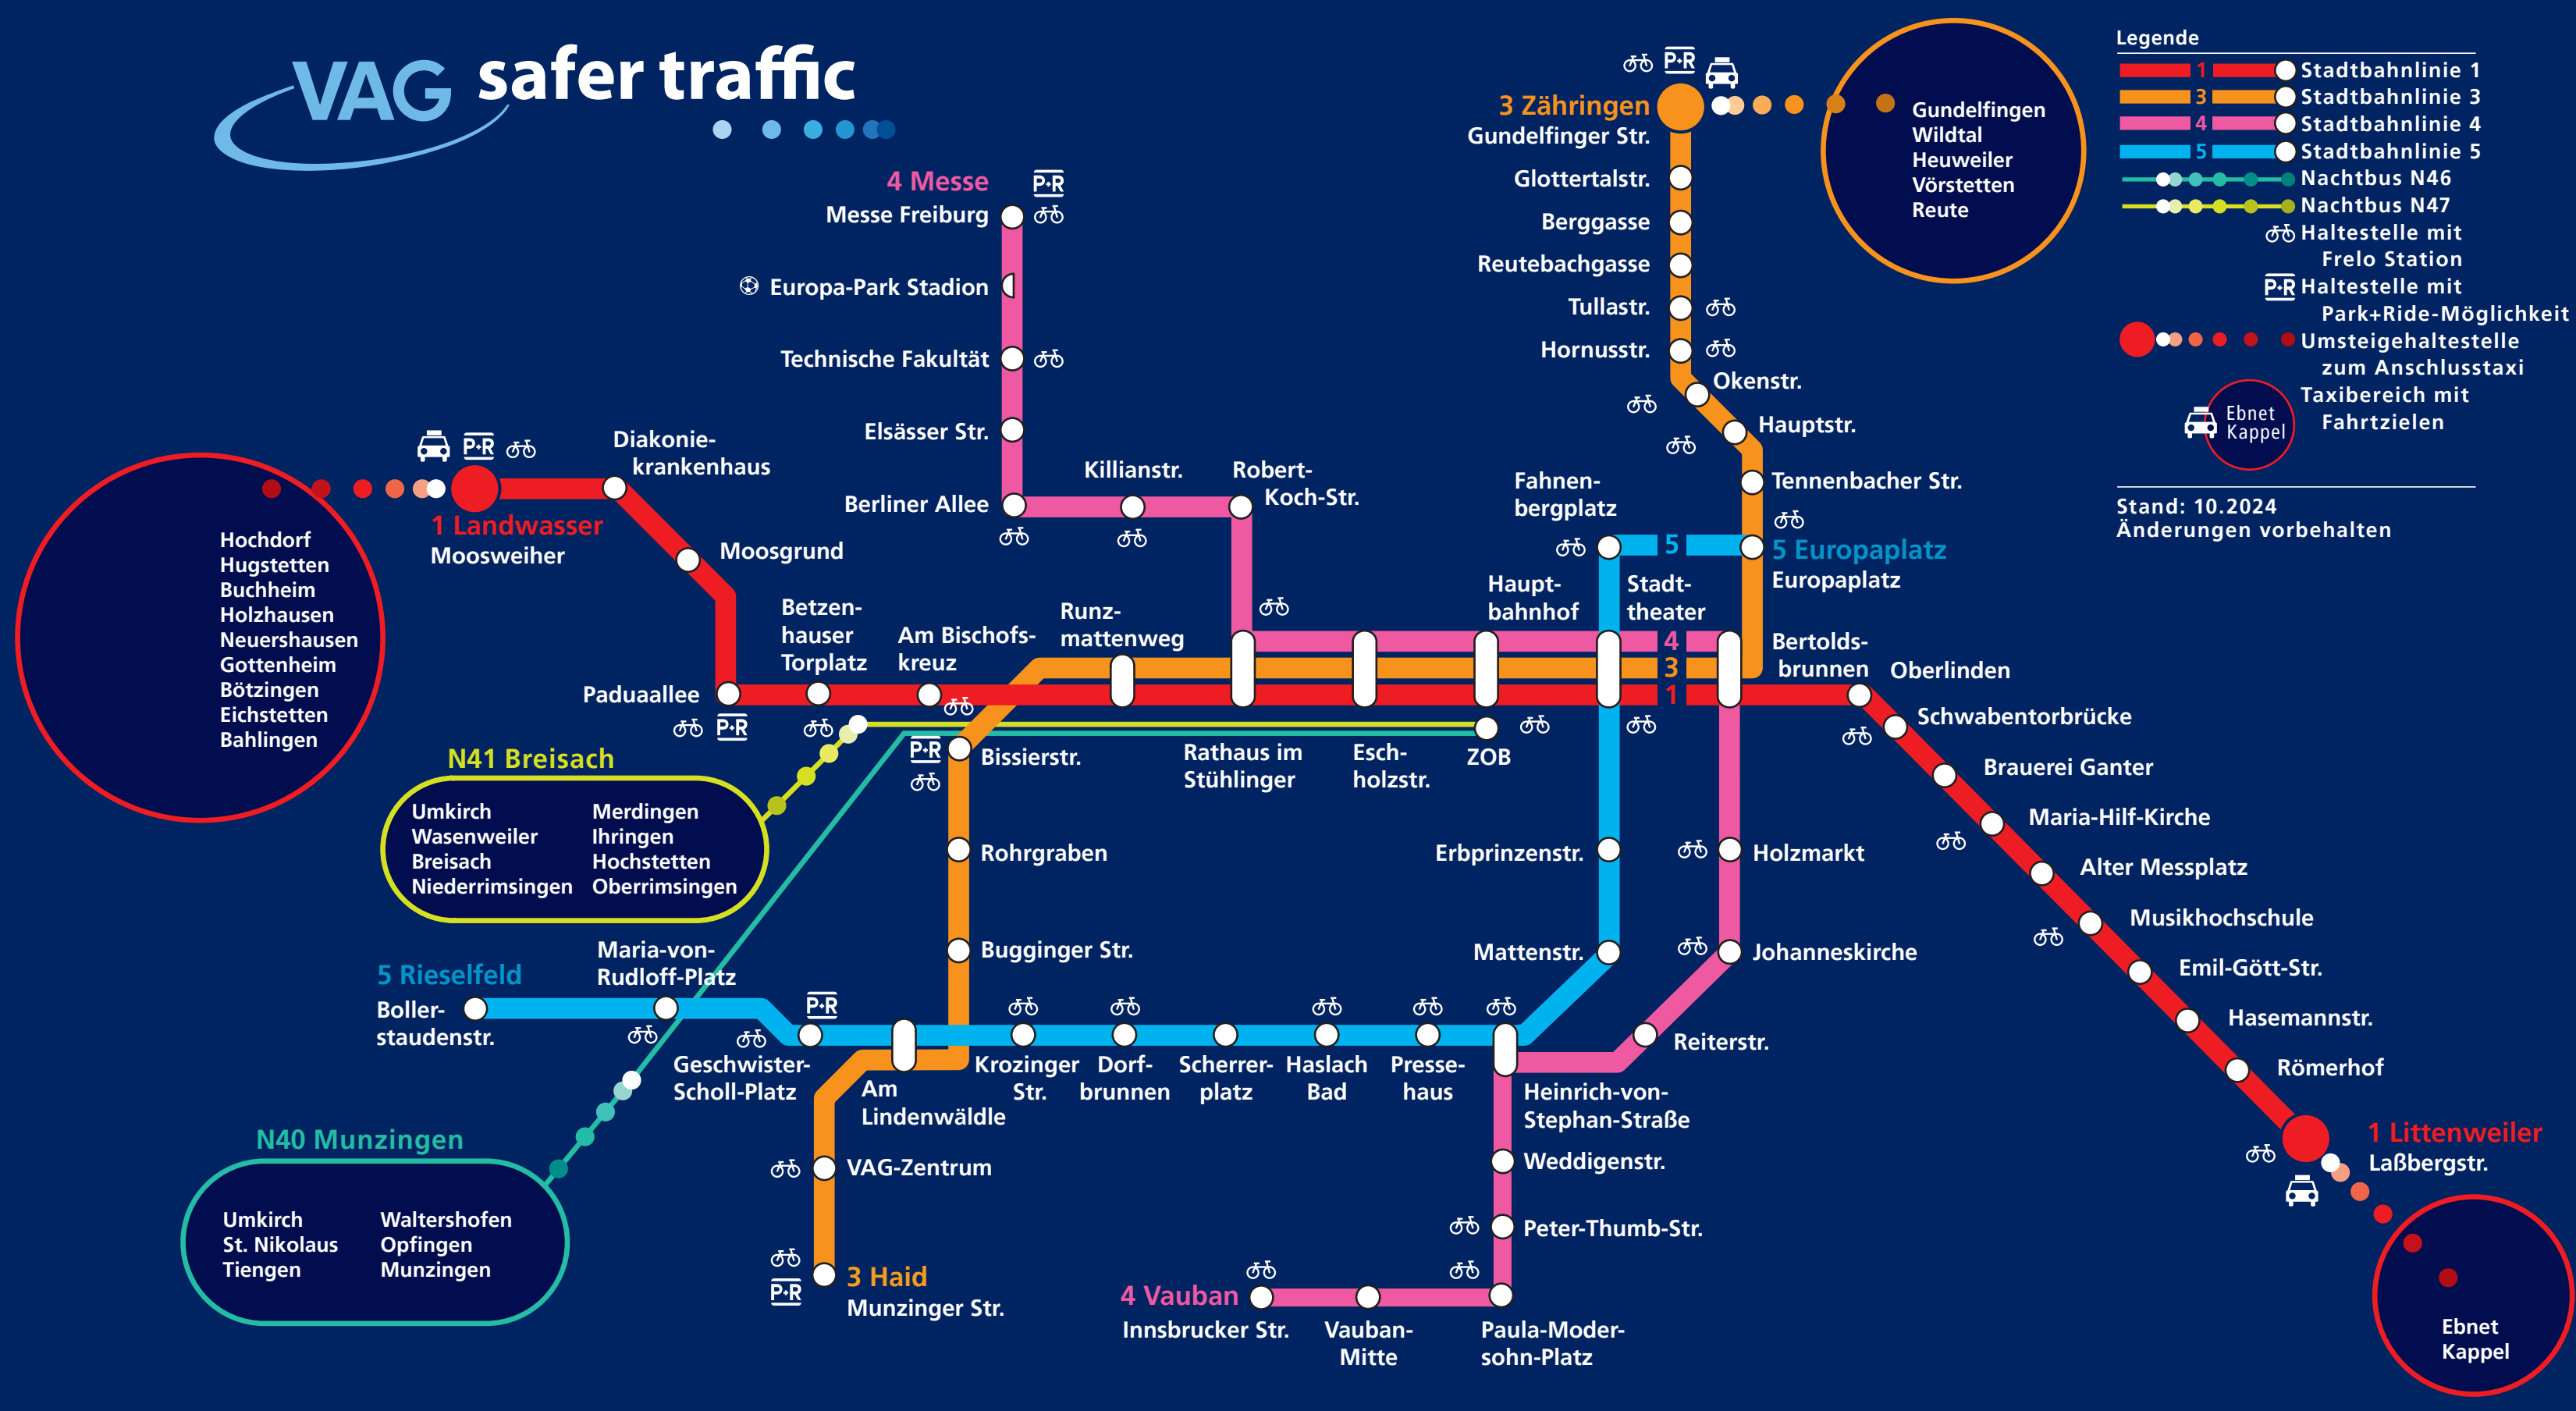 VAG safer traffic
Legende
1 Stadtbahnlinie 1
3 Stadtbahnlinie 3
4 Stadtbahnlinie 4
5 Stadtbahnlinie 5
Nachtbus N46
Nachtbus N47
Haltestelle mit
Frelo Station
P+R Haltestelle mit
Park+Ride-Möglichkeit
Umsteigehaltestelle
zum Anschlusstaxi
Taxibereich mit
Fahrtzielen
Ebnet
Kappel
Stand: 10.2024
Änderungen vorbehalten
P+R
3 Zähringen
Gundelfinger Str.
Glottertalstr.
Berggasse
Reutebachgasse
Tullastr.
Hornusstr.
Okenstr.
Hauptstr.
Tennenbacher Str.
5 Europaplatz
Europaplatz
Gundelfingen
Wildtal
Heuweiler
Vörstetten
Reute
4 Messe
P+R
Messe Freiburg
Europa-Park Stadion
Technische Fakultät
Elsässer Str.
Berliner Allee
Killianstr.
Robert-
Koch-Str.
Fahnen-
bergplatz
5
P+R
1 Landwasser
Moosweiher
Diakonie-
krankenhaus
Moosgrund
Hochdorf
Hugstetten
Buchheim
Holzhausen
Neuershausen
Gottenheim
Bötzingen
Eichstetten
Bahlingen
Paduaallee
P+R
Betzen-
hauser
Torplatz
Am Bischofs-
kreuz
Runz-
mattenweg
Rathaus im
Stühlinger
Esch-
holzstr.
Haupt-
bahnhof
ZOB
Stadt-
theater
4
3
1
Bertolds-
brunnen
Oberlinden
Schwabentorbrücke
Brauerei Ganter
Maria-Hilf-Kirche
Alter Messplatz
Musikhochschule
Emil-Gött-Str.
Hasemannstr.
Römerhof
1 Littenweiler
Laßbergstr.
Ebnet
Kappel
N41 Breisach
Umkirch
Wasenweiler
Breisach
Niederrimsingen
Merdingen
Ihringen
Hochstetten
Oberrimsingen
P+R
Bissierstr.
Rohrgraben
Bugginger Str.
Erbprinzenstr.
Mattenstr.
Holzmarkt
Johanneskirche
Reiterstr.
5 Rieselfeld
Boller-
staudenstr.
Maria-von-
Rudloff-Platz
P+R
Geschwister-
Scholl-Platz
Am
Lindenwäldle
Krozinger
Str.
Dorf-
brunnen
Scherrer-
platz
Haslach
Bad
Presse-
haus
Heinrich-von-
Stephan-Straße
Weddigenstr.
Peter-Thumb-Str.
Paula-Moder-
sohn-Platz
Vauban-
Mitte
4 Vauban
Innsbrucker Str.
VAG-Zentrum
P+R
3 Haid
Munzinger Str.
N40 Munzingen
Umkirch
St. Nikolaus
Tiengen
Waltershofen
Opfingen
Munzingen